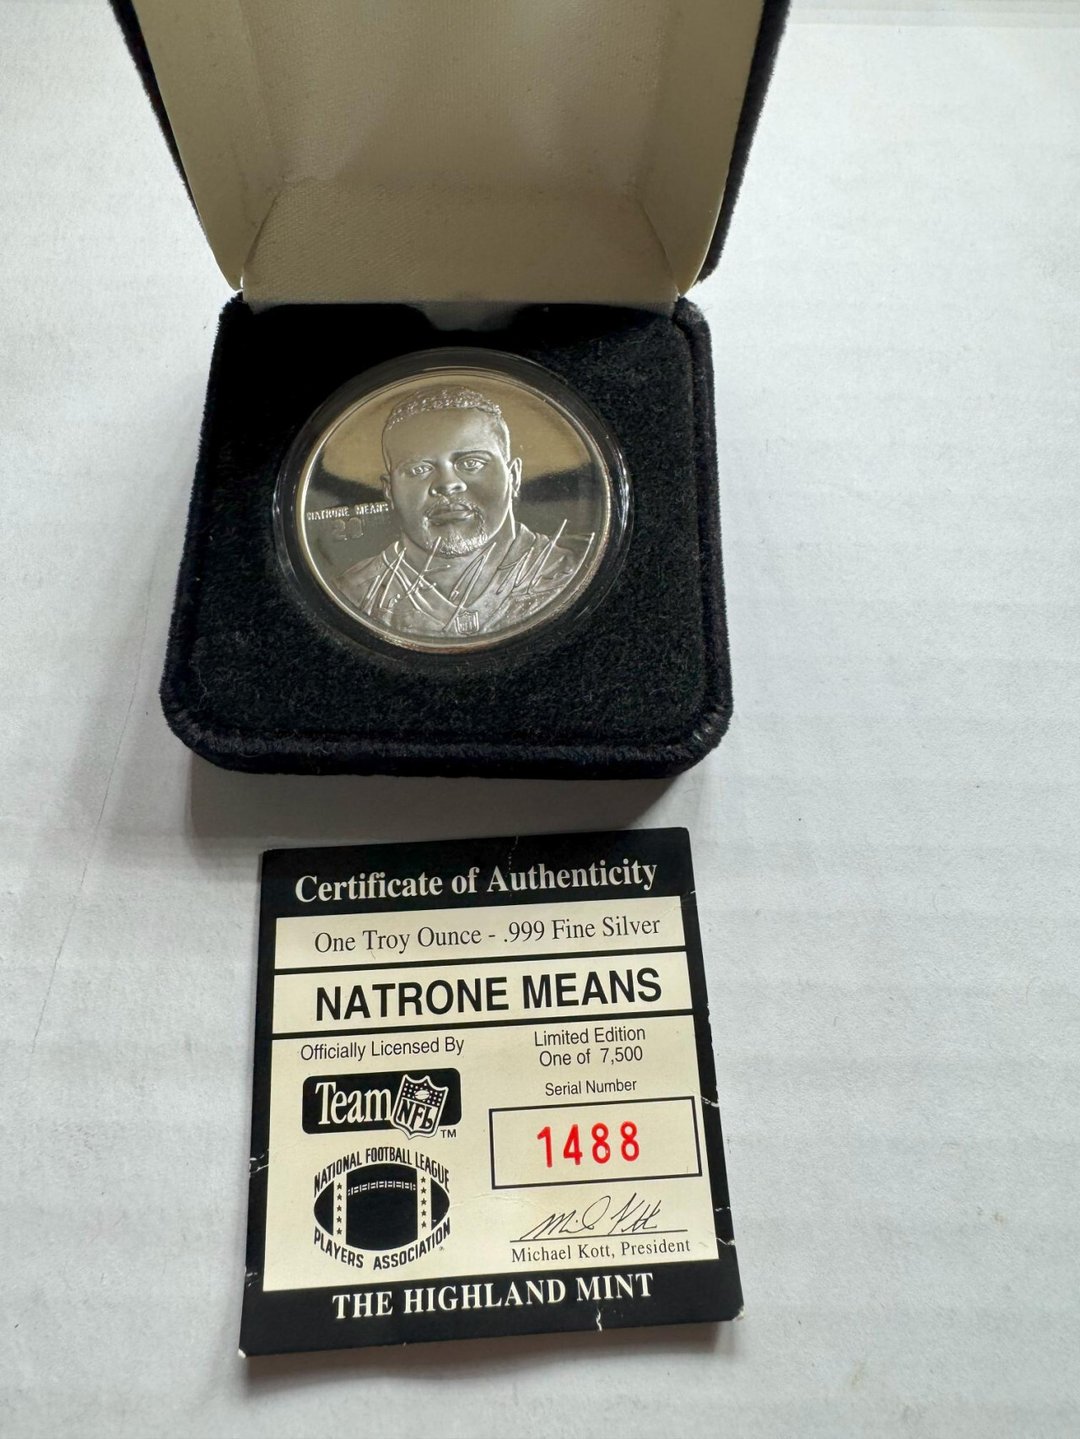 NATRONE MEANS
20
NFL
Certificate of Authenticity
One Troy Ounce - .999 Fine Silver
NATRONE MEANS
Officially Licensed By
Team NFL TM
NATIONAL FOOTBALL LEAGUE
PLAYERS ASSOCIATION
Limited Edition
One of 7,500
Serial Number
1488
Michael Kott, President
THE HIGHLAND MINT